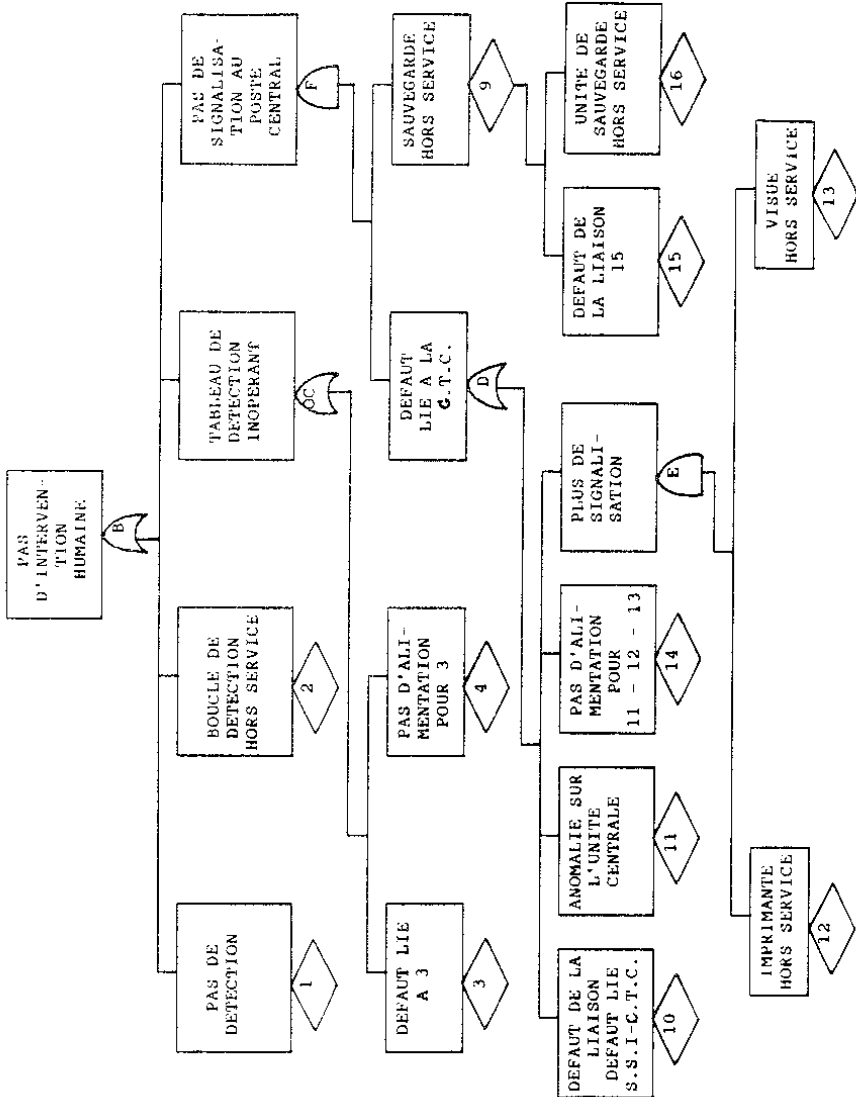 PAS
D'INTERVEN-
TION
HUMAINE
B
PAS DE
DETECTION
1
BOUCLE DE
DETECTION
HORS SERVICE
2
TABLEAU DE
DETECTION
INOPERANT
OC
PAS DE
SIGNALISA-
TION AU
POSTE
CENTRAL
F
DEFAUT LIE
A 3
3
PAS D'ALI-
MENTATION
POUR 3
4
DEFAUT
LIE A LA
G.T.C.
D
SAUVEGARDE
HORS SERVICE
9
DEFAUT DE LA
LIAISON
DEFAUT LIE
S.S.I-C.T.C.
10
ANOMALIE SUR
L'UNITE
CENTRALE
11
PAS D'ALI-
MENTATION
POUR
11 - 12 - 13
14
PLUS DE
SIGNALI-
SATION
E
DEFAUT DE
LA LIAISON
15
15
UNITE DE
SAUVEGARDE
HORS SERVICE
16
IMPRIMANTE
HORS SERVICE
12
VISUE
HORS SERVICE
13